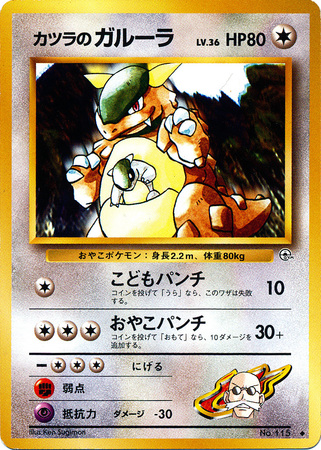 カツラのガルーラ LV.36 HP80
おやこポケモン：身長2.2m、体重80kg
こどもパンチ 10
コインを投げて「うら」なら、このワザは失敗する。
おやこパンチ 30+
コインを投げて「おもて」なら、10ダメージを追加する。
- にげる
弱点
抵抗力 ダメージ -30
Illus. Ken Sugimori
No.115 ◆